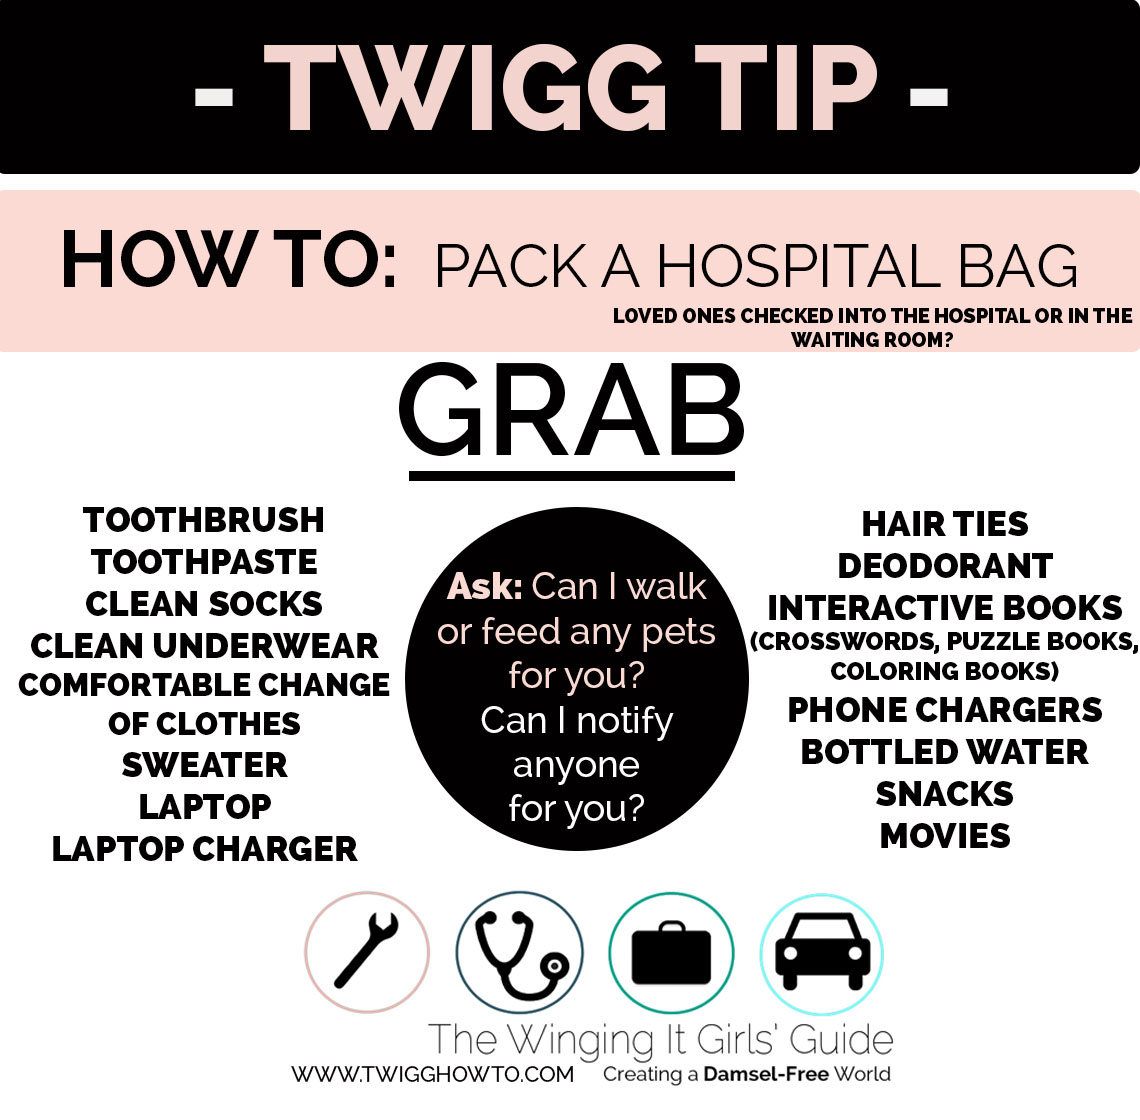 - TWIGG TIP -
HOW TO: PACK A HOSPITAL BAG
LOVED ONES CHECKED INTO THE HOSPITAL OR IN THE
WAITING ROOM?
GRAB
TOOTHBRUSH
TOOTHPASTE
CLEAN SOCKS
CLEAN UNDERWEAR
COMFORTABLE CHANGE
OF CLOTHES
SWEATER
LAPTOP
LAPTOP CHARGER
Ask: Can I walk
or feed any pets
for you?
Can I notify
anyone
for you?
HAIR TIES
DEODORANT
INTERACTIVE BOOKS
(CROSSWORDS, PUZZLE BOOKS,
COLORING BOOKS)
PHONE CHARGERS
BOTTLED WATER
SNACKS
MOVIES
The Winging It Girls' Guide
WWW.TWIGGHOWTO.COM Creating a Damsel-Free World